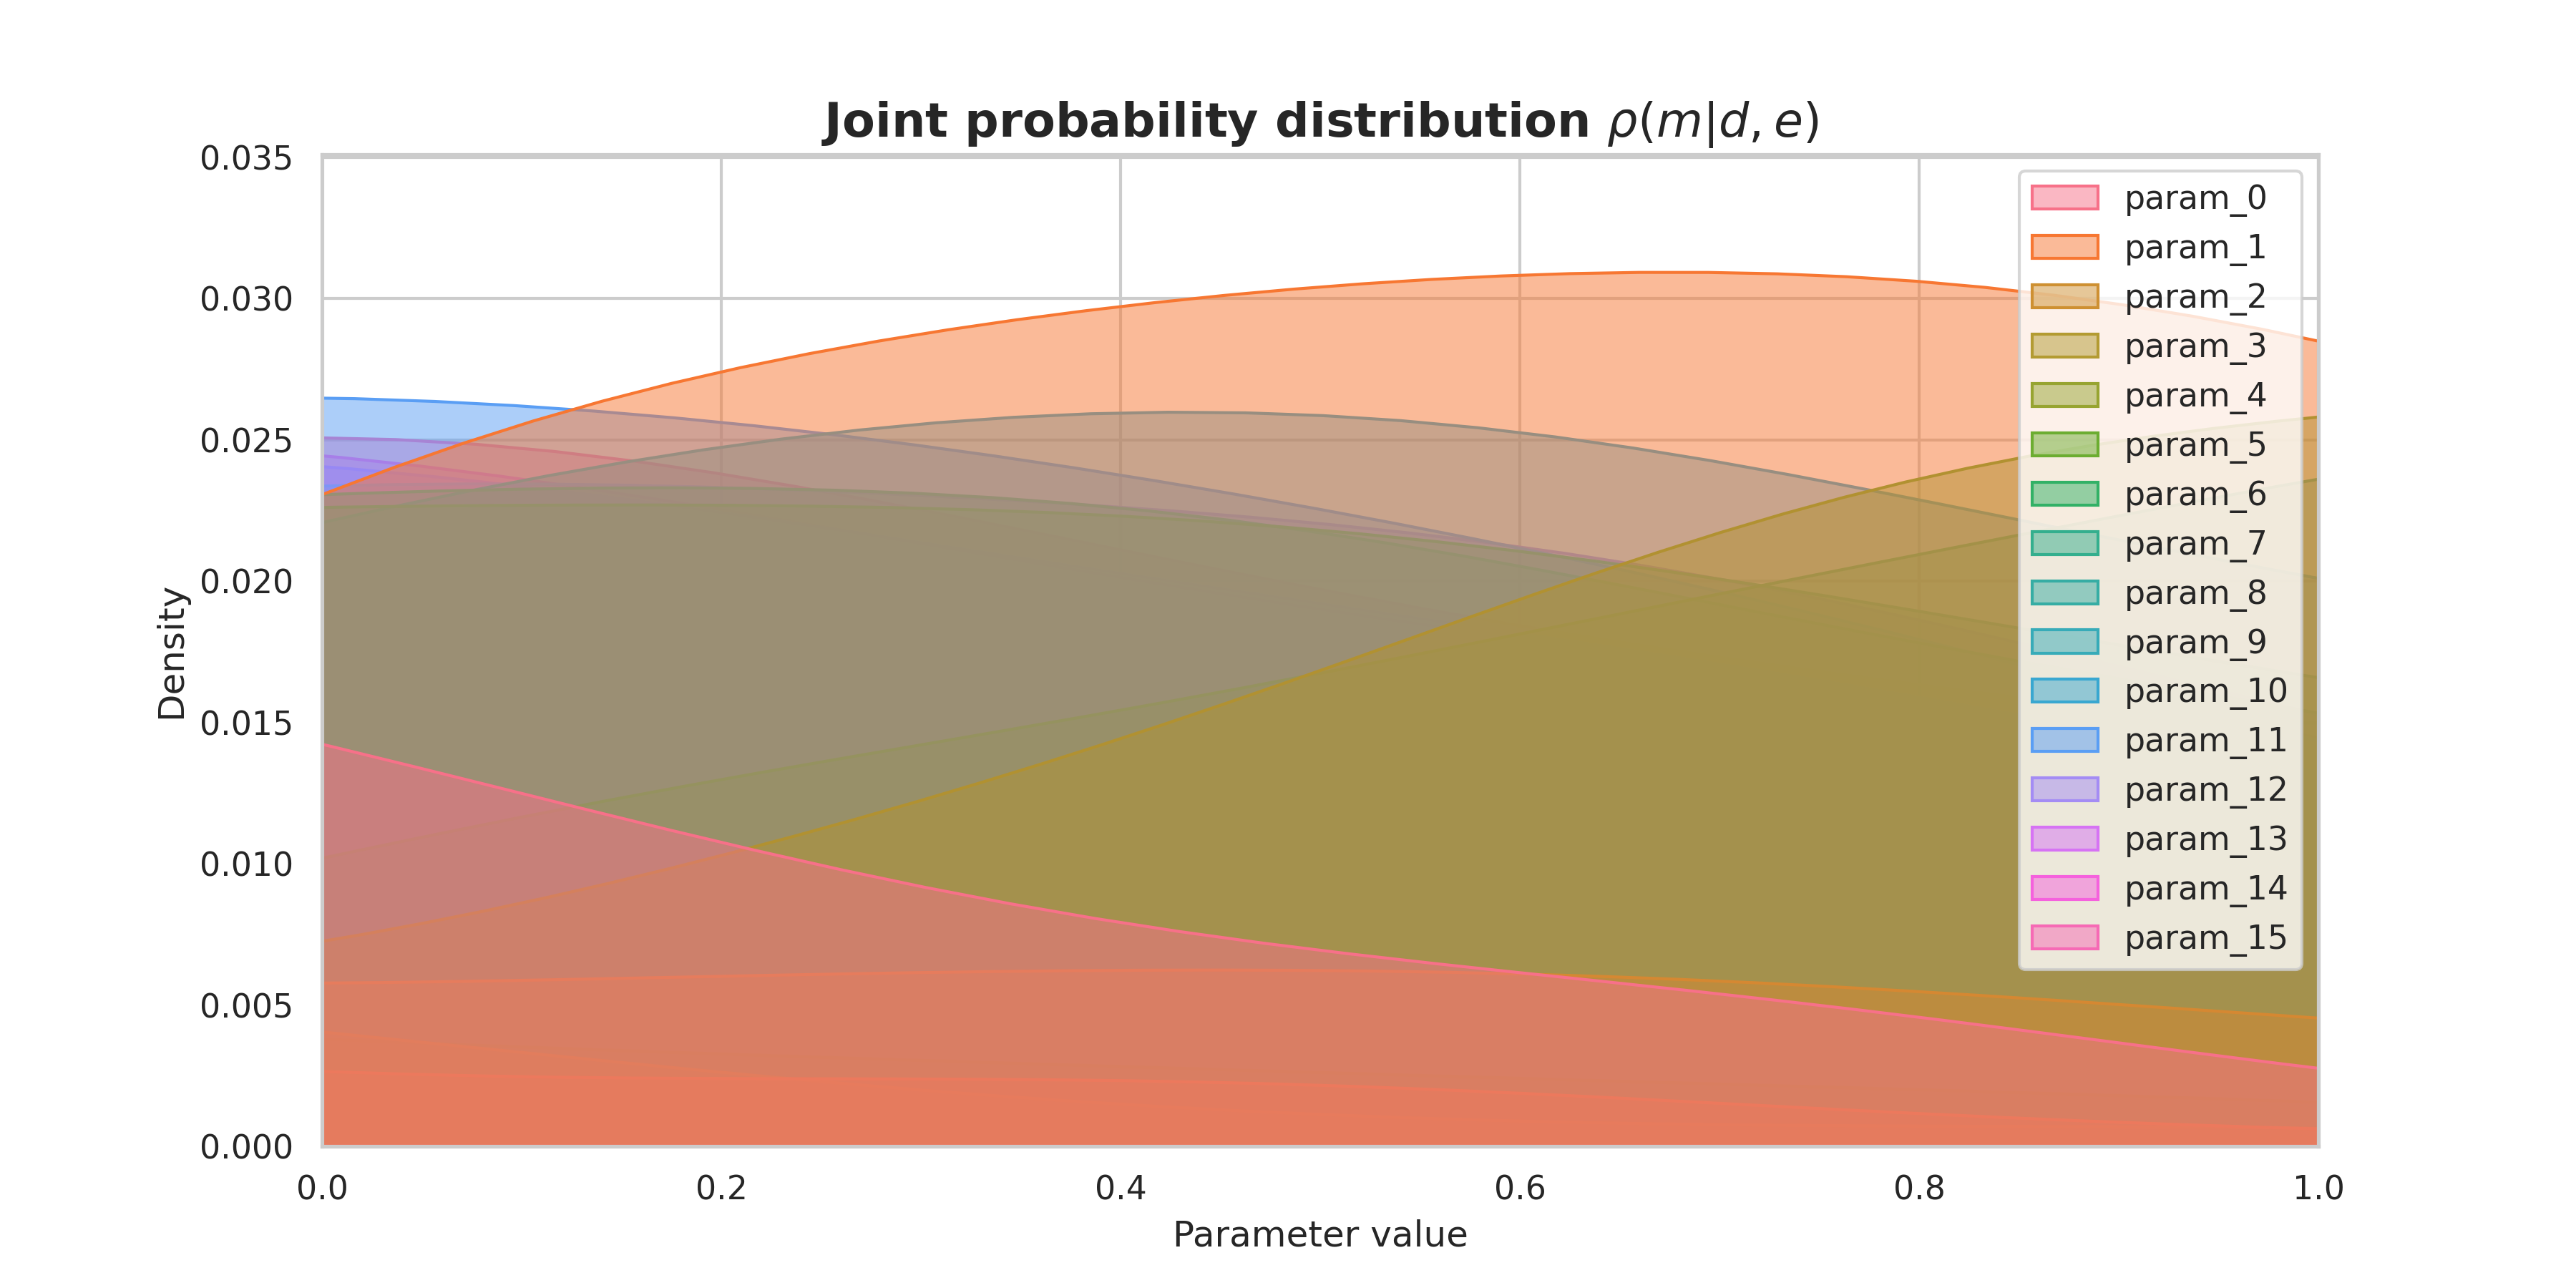 Joint probability distribution ρ(m|d, e)
0.035
0.030
0.025
0.020
0.015
0.010
0.005
0.000
Density
0.0 0.2 0.4 0.6 0.8 1.0
Parameter value
param_0
param_1
param_2
param_3
param_4
param_5
param_6
param_7
param_8
param_9
param_10
param_11
param_12
param_13
param_14
param_15